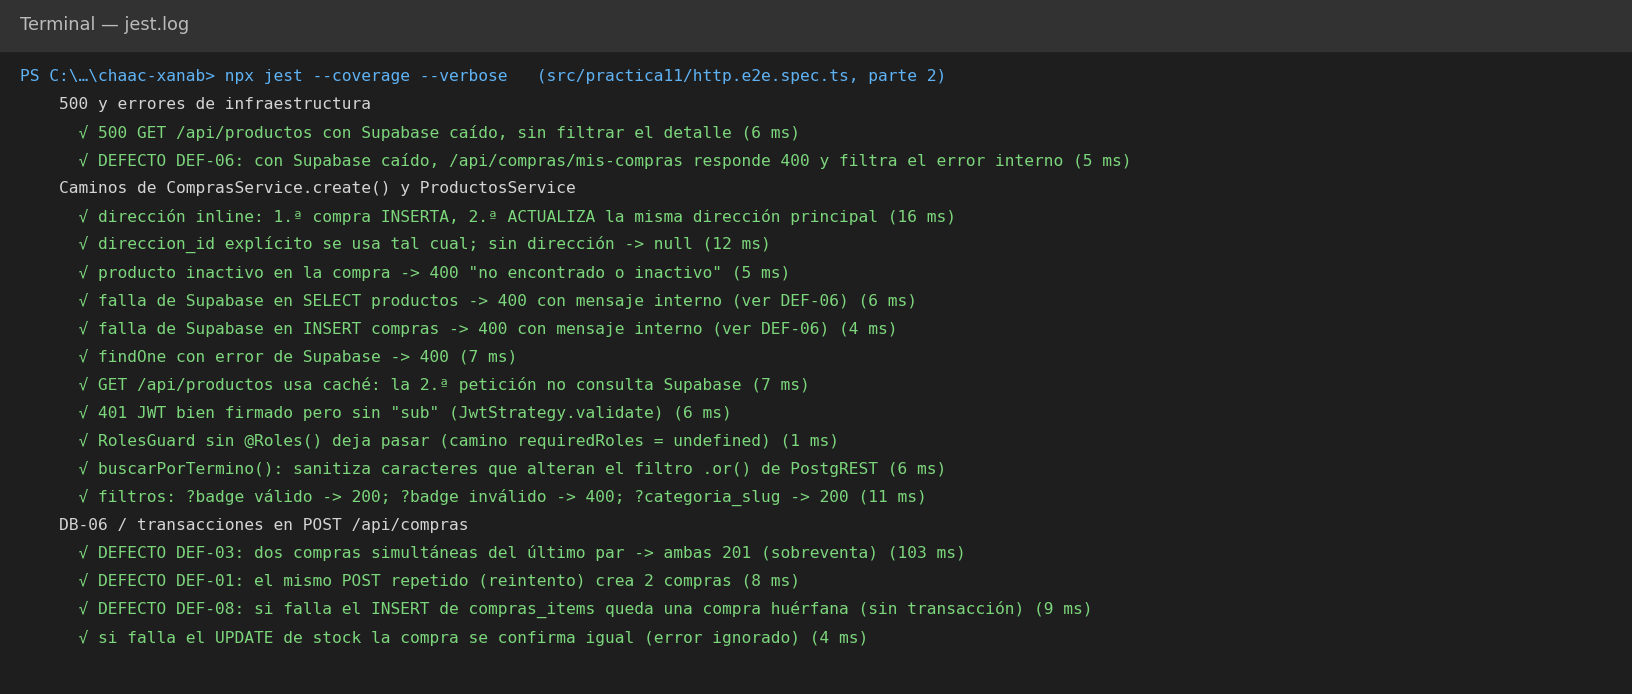 Terminal — jest.log
PS C:\…\chaac-xanab> npx jest --coverage --verbose   (src/practica11/http.e2e.spec.ts, parte 2)
500 y errores de infraestructura
√ 500 GET /api/productos con Supabase caído, sin filtrar el detalle (6 ms)
√ DEFECTO DEF-06: con Supabase caído, /api/compras/mis-compras responde 400 y filtra el error interno (5 ms)
Caminos de ComprasService.create() y ProductosService
√ dirección inline: 1.ª compra INSERTA, 2.ª ACTUALIZA la misma dirección principal (16 ms)
√ direccion_id explícito se usa tal cual; sin dirección -> null (12 ms)
√ producto inactivo en la compra -> 400 "no encontrado o inactivo" (5 ms)
√ falla de Supabase en SELECT productos -> 400 con mensaje interno (ver DEF-06) (6 ms)
√ falla de Supabase en INSERT compras -> 400 con mensaje interno (ver DEF-06) (4 ms)
√ findOne con error de Supabase -> 400 (7 ms)
√ GET /api/productos usa caché: la 2.ª petición no consulta Supabase (7 ms)
√ 401 JWT bien firmado pero sin "sub" (JwtStrategy.validate) (6 ms)
√ RolesGuard sin @Roles() deja pasar (camino requiredRoles = undefined) (1 ms)
√ buscarPorTermino(): sanitiza caracteres que alteran el filtro .or() de PostgREST (6 ms)
√ filtros: ?badge válido -> 200; ?badge inválido -> 400; ?categoria_slug -> 200 (11 ms)
DB-06 / transacciones en POST /api/compras
√ DEFECTO DEF-03: dos compras simultáneas del último par -> ambas 201 (sobreventa) (103 ms)
√ DEFECTO DEF-01: el mismo POST repetido (reintento) crea 2 compras (8 ms)
√ DEFECTO DEF-08: si falla el INSERT de compras_items queda una compra huérfana (sin transacción) (9 ms)
√ si falla el UPDATE de stock la compra se confirma igual (error ignorado) (4 ms)